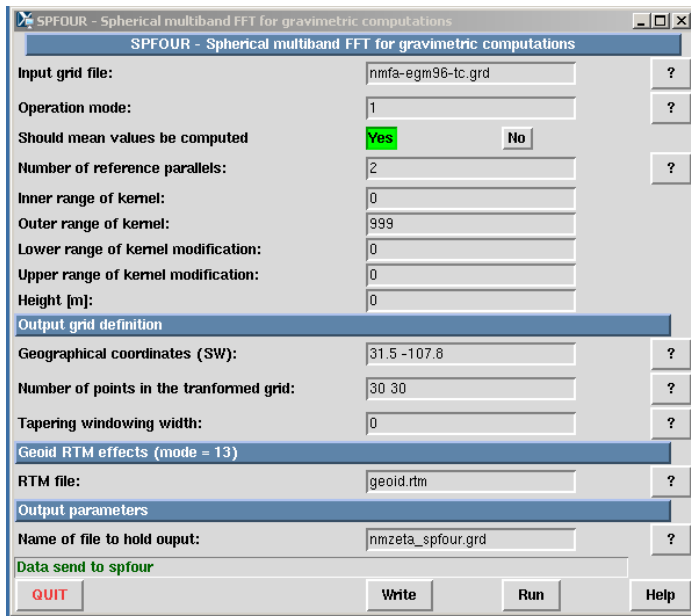 SPFOUR - Spherical multiband FFT for gravimetric computations
SPFOUR - Spherical multiband FFT for gravimetric computations
Input grid file: nmfa-egm96-tc.grd ?
Operation mode: 1 ?
Should mean values be computed Yes No
Number of reference parallels: 2 ?
Inner range of kernel: 0
Outer range of kernel: 999
Lower range of kernel modification: 0
Upper range of kernel modification: 0
Height [m]: 0
Output grid definition
Geographical coordinates (SW): 31.5 -107.8 ?
Number of points in the tranformed grid: 30 30 ?
Tapering windowing width: 0 ?
Geoid RTM effects (mode = 13)
RTM file: geoid.rtm ?
Output parameters
Name of file to hold ouput: nmzeta_spfour.grd ?
Data send to spfour
QUIT Write Run Help